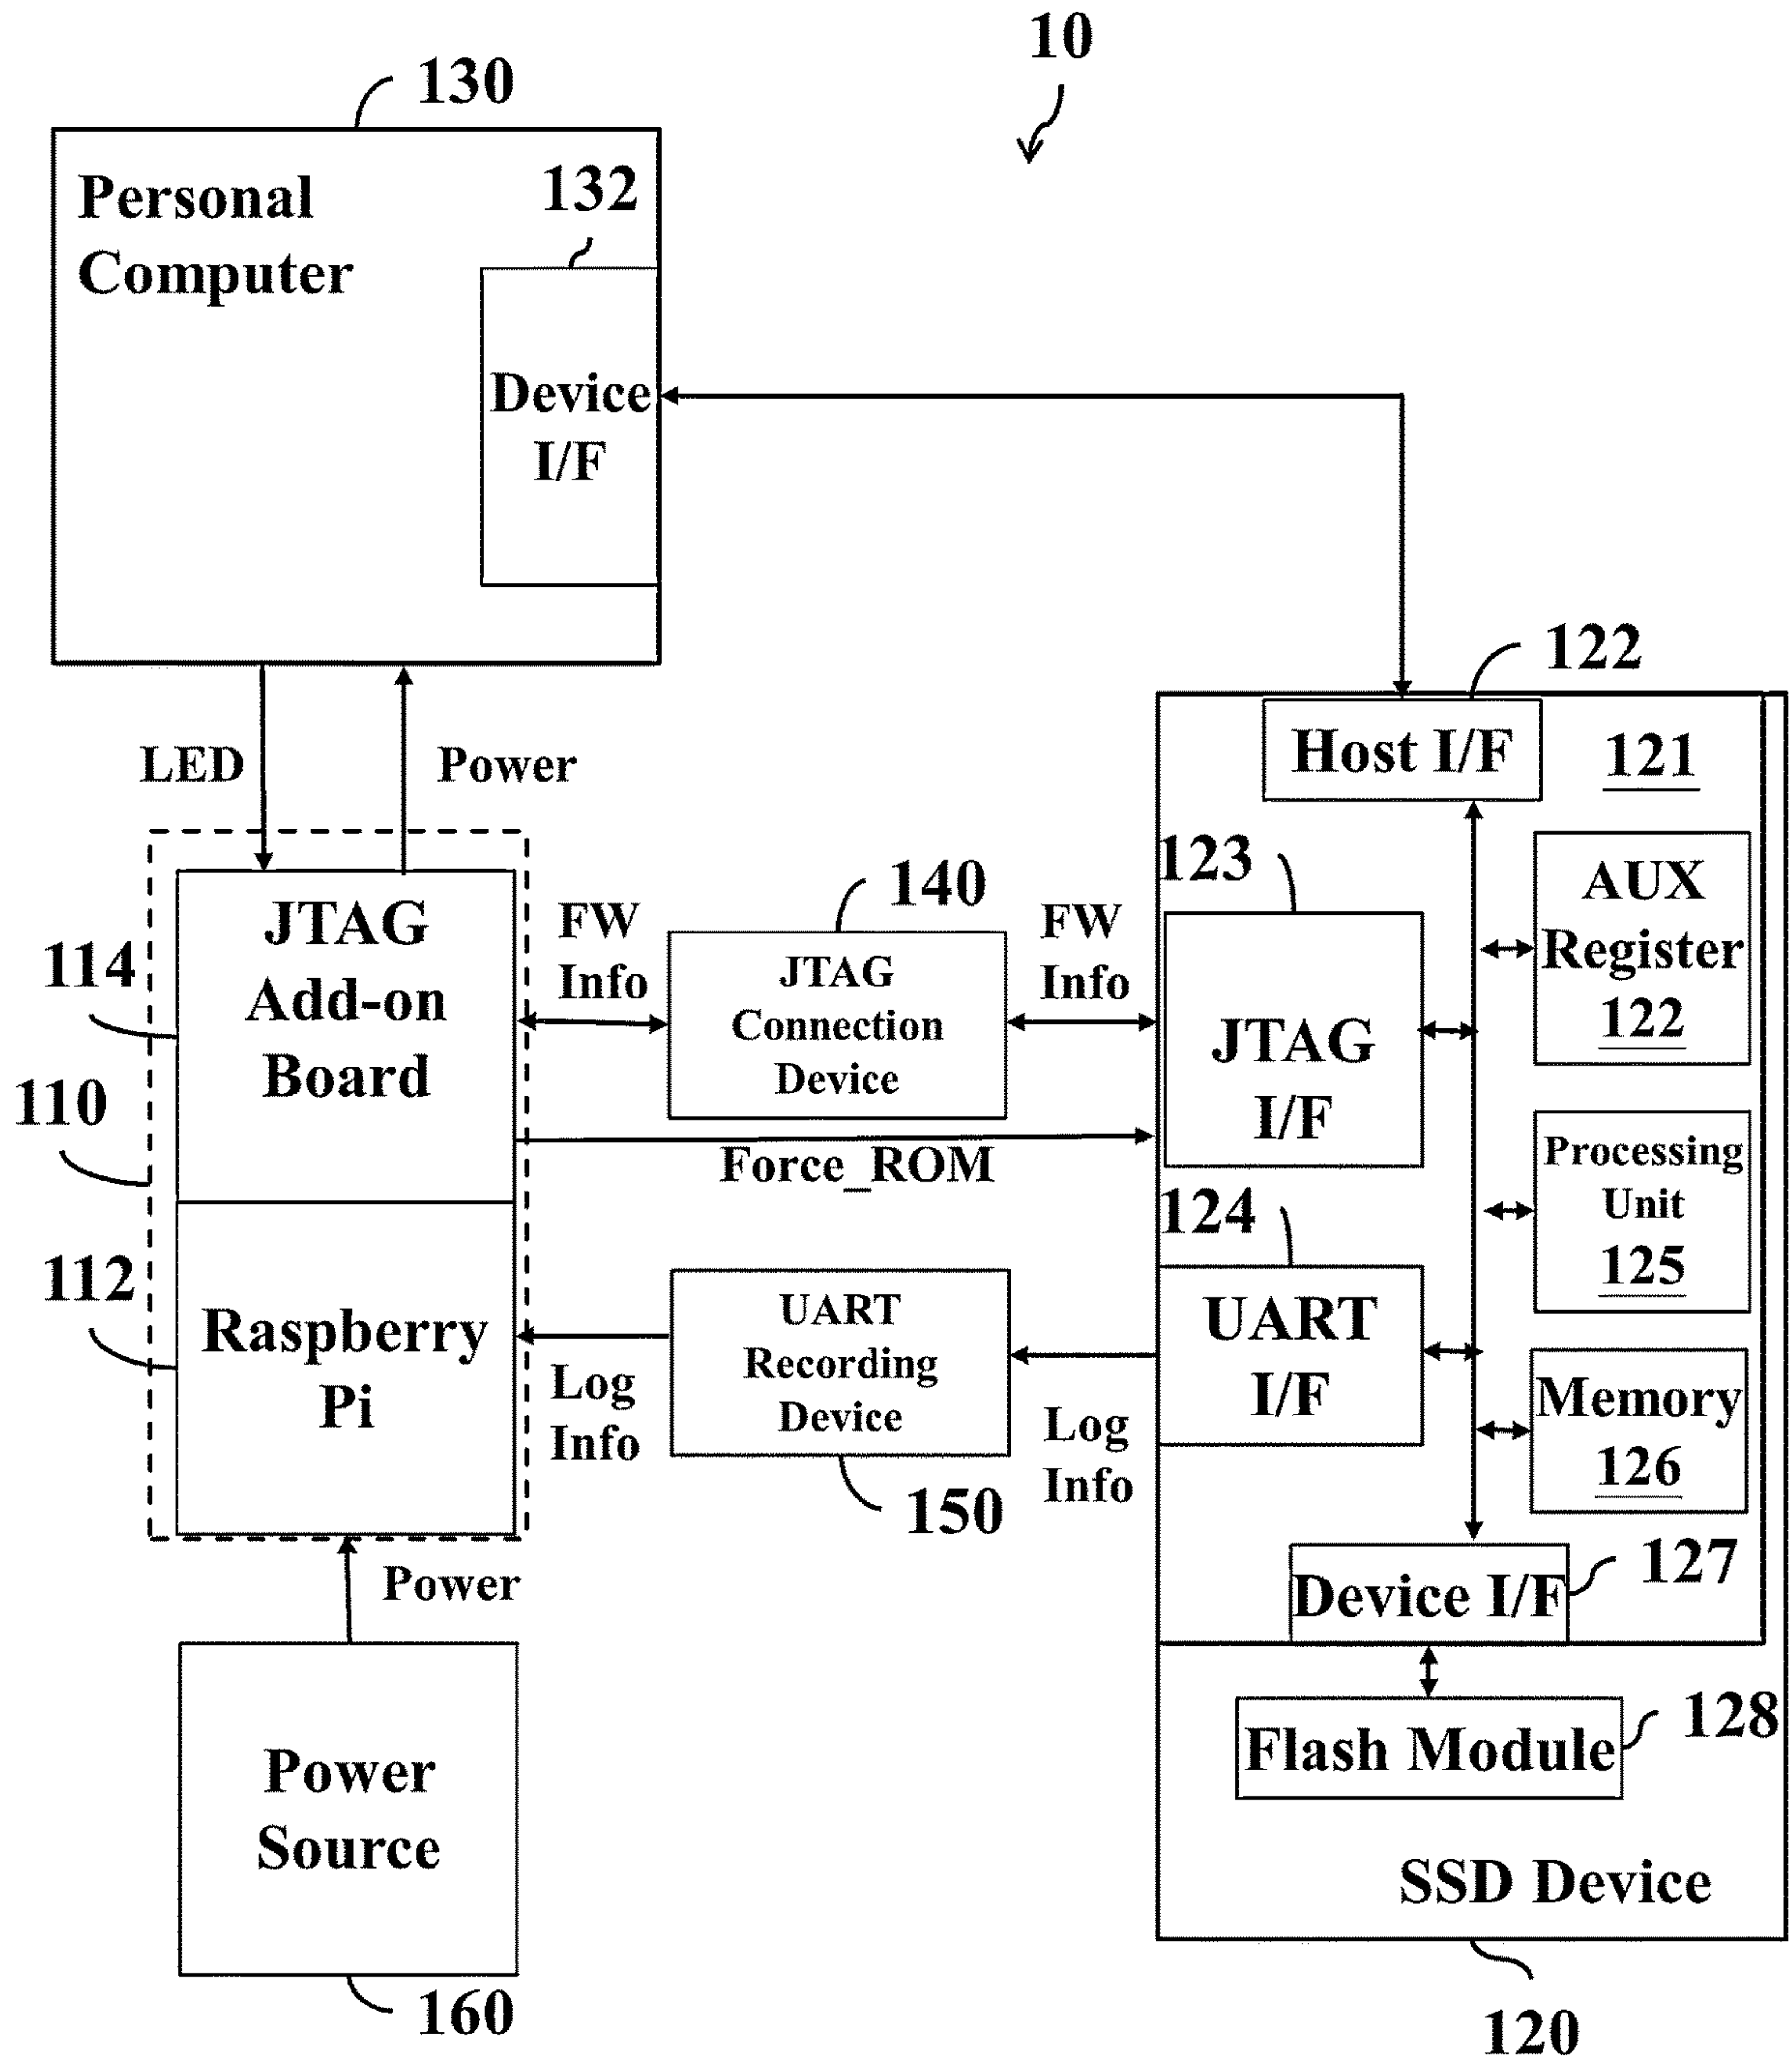 10
130
Personal
Computer
132
Device
I/F
LED
Power
114
110
112
JTAG
Add-on
Board
Raspberry
Pi
FW
Info
140
JTAG
Connection
Device
FW
Info
Force_ROM
Log
Info
UART
Recording
Device
150
Log
Info
Power
Power
Source
160
122
Host I/F
121
123
JTAG
I/F
AUX
Register
122
Processing
Unit
125
124
UART
I/F
Memory
126
Device I/F
127
Flash Module
128
SSD Device
120